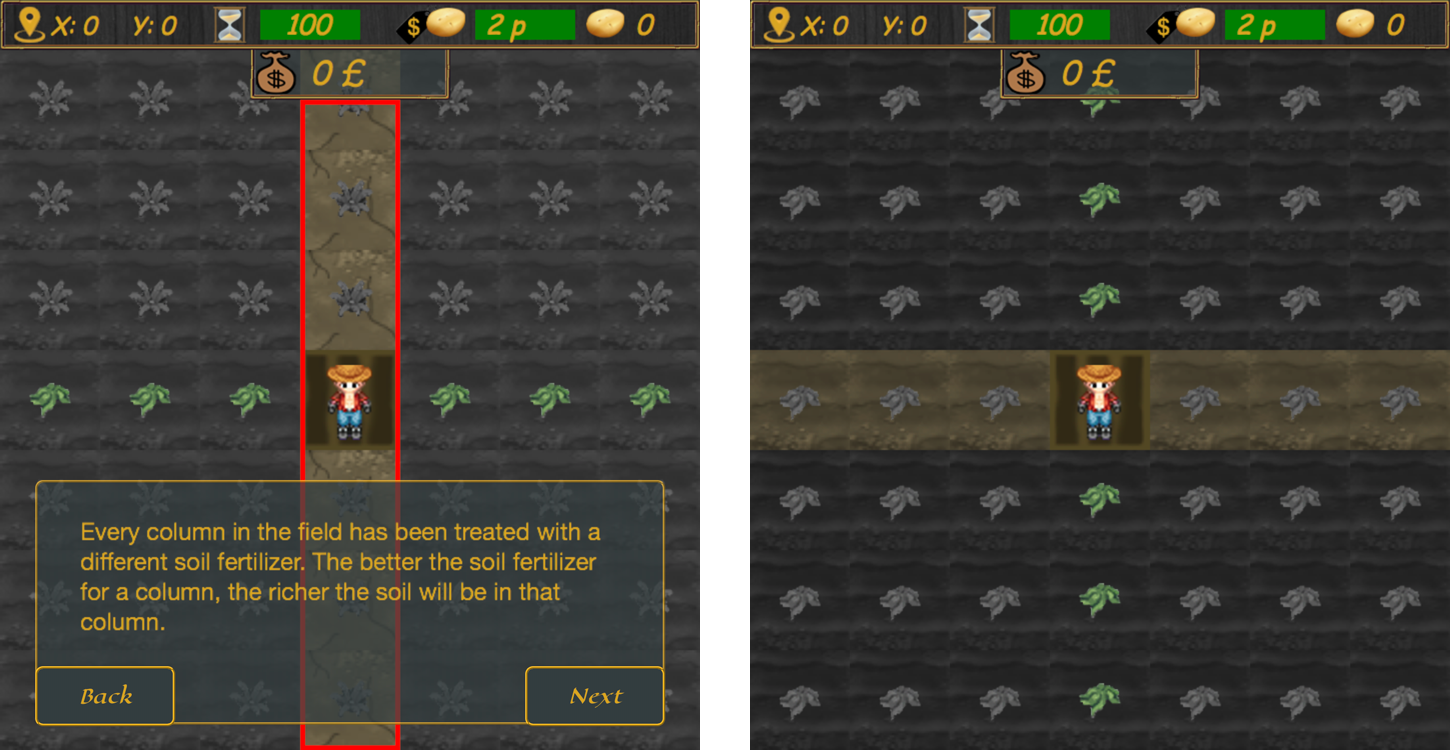 X: 0 Y: 0 100 $ 2 p 0
$ 0 £
Every column in the field has been treated with a
different soil fertilizer. The better the soil fertilizer
for a column, the richer the soil will be in that
column.
Back Next
X: 0 Y: 0 100 $ 2 p 0
$ 0 £